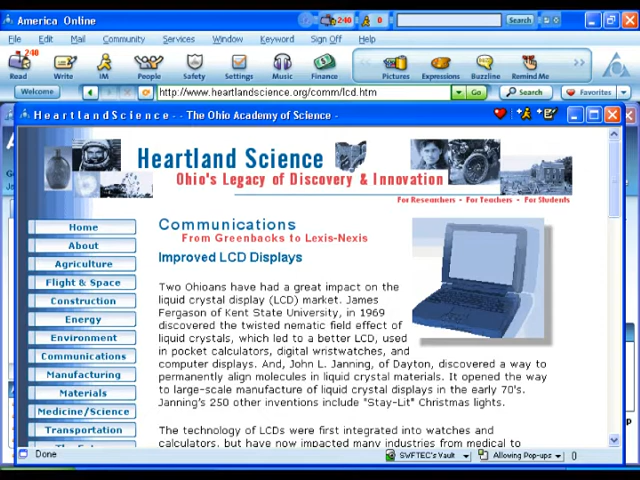 America Online
240
0
Search
File Edit Mail Community Services Window Keyword Sign Off Help
240
Read Write IM People Safety Settings Music Finance Pictures Expressions Buzzline Remind Me
Welcome http://www.heartlandscience.org/comm/lcd.htm Go Search Favorites
HeartlandScience - - The Ohio Academy of Science -
Heartland Science
Ohio's Legacy of Discovery & Innovation
For Researchers - For Teachers - For Students
Home
About
Agriculture
Flight & Space
Construction
Energy
Environment
Communications
Manufacturing
Materials
Medicine/Science
Transportation
Communications
From Greenbacks to Lexis-Nexis
Improved LCD Displays
Two Ohioans have had a great impact on the
liquid crystal display (LCD) market. James
Fergason of Kent State University, in 1969
discovered the twisted nematic field effect of
liquid crystals, which led to a better LCD, used
in pocket calculators, digital wristwatches, and
computer displays. And, John L. Janning, of Dayton, discovered a way to
permanently align molecules in liquid crystal materials. It opened the way
to large-scale manufacture of liquid crystal displays in the early 70's.
Janning's 250 other inventions include "Stay-Lit" Christmas lights.
The technology of LCDs were first integrated into watches and
calculators, but have now impacted many industries from medical to
Done SWFTEC's Vault Allowing Pop-ups 0